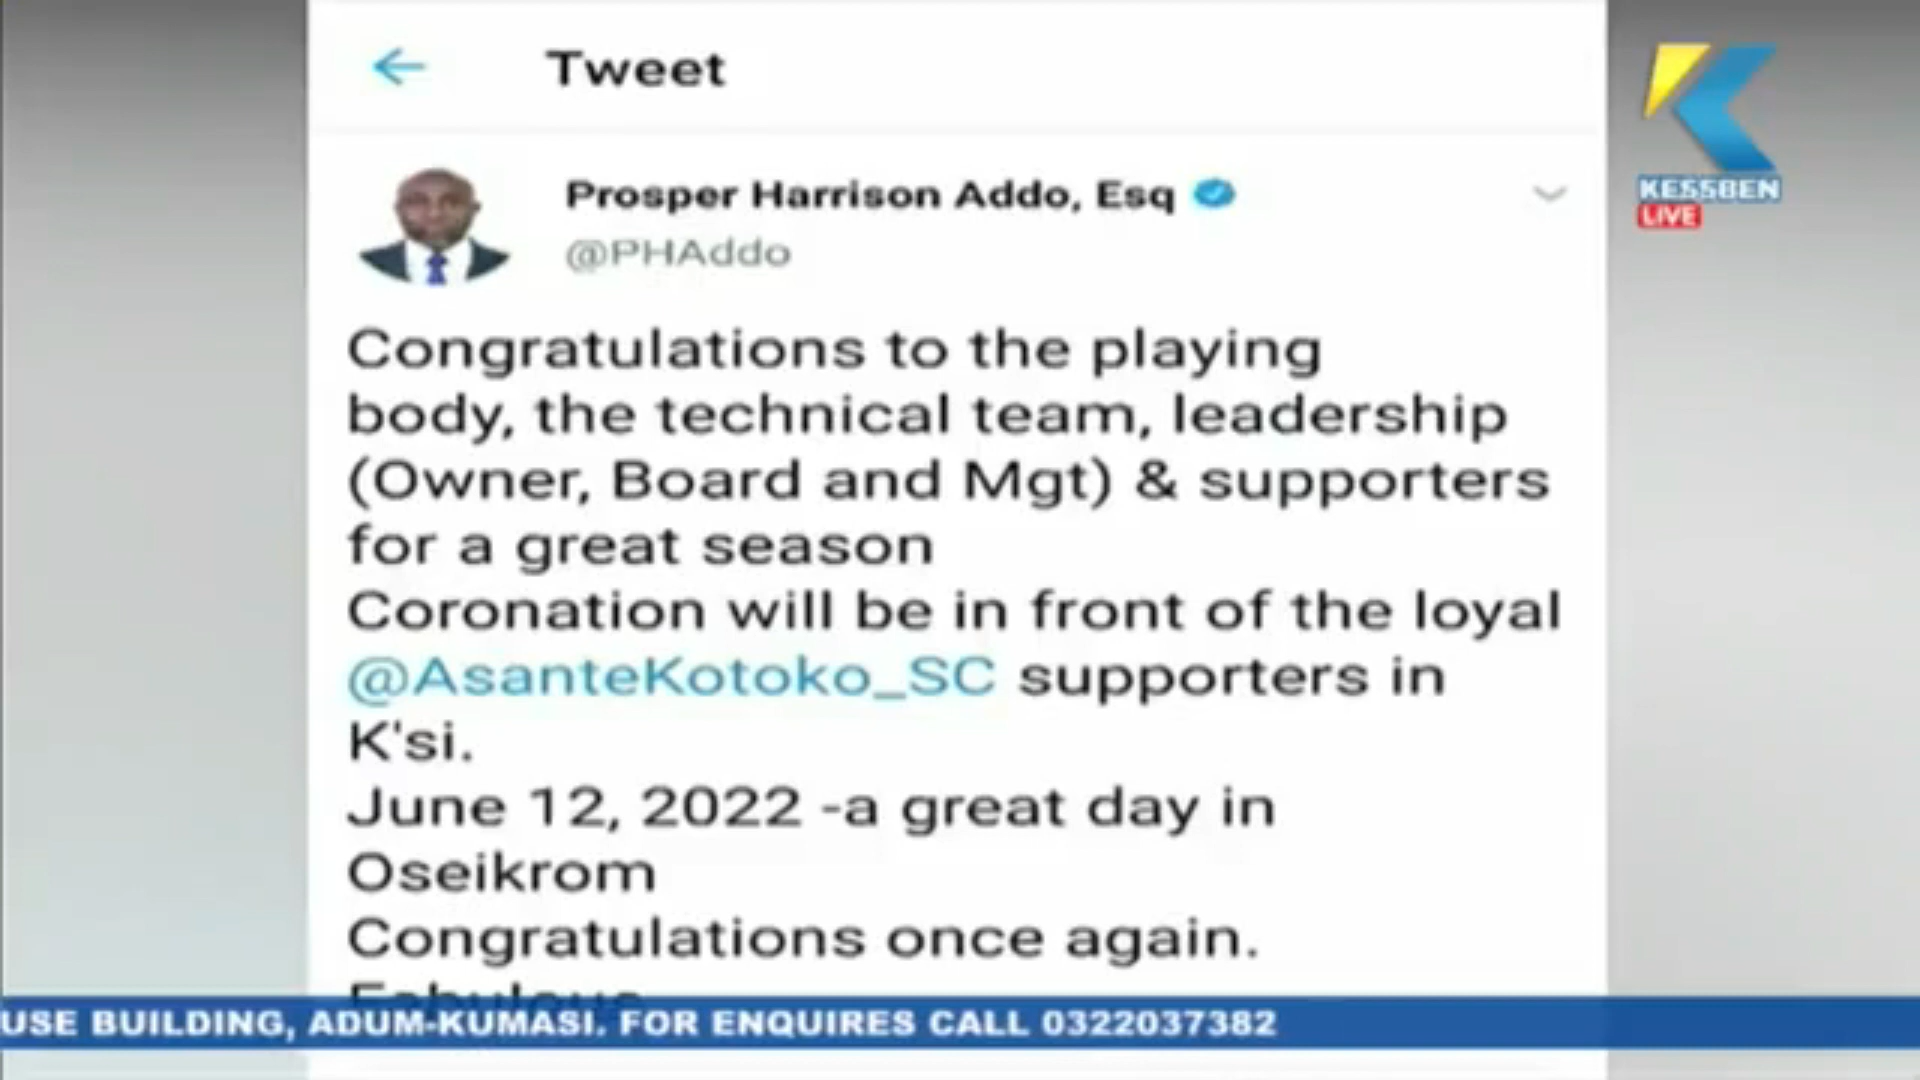 Tweet
Prosper Harrison Addo, Esq
@PHAddo
Congratulations to the playing
body, the technical team, leadership
(Owner, Board and Mgt) & supporters
for a great season
Coronation will be in front of the loyal
@AsanteKotoko_SC supporters in
K'si.
June 12, 2022 -a great day in
Oseikrom
Congratulations once again.
Fabulous
KESSBEN
LIVE
USE BUILDING, ADUM-KUMASI. FOR ENQUIRES CALL 0322037382